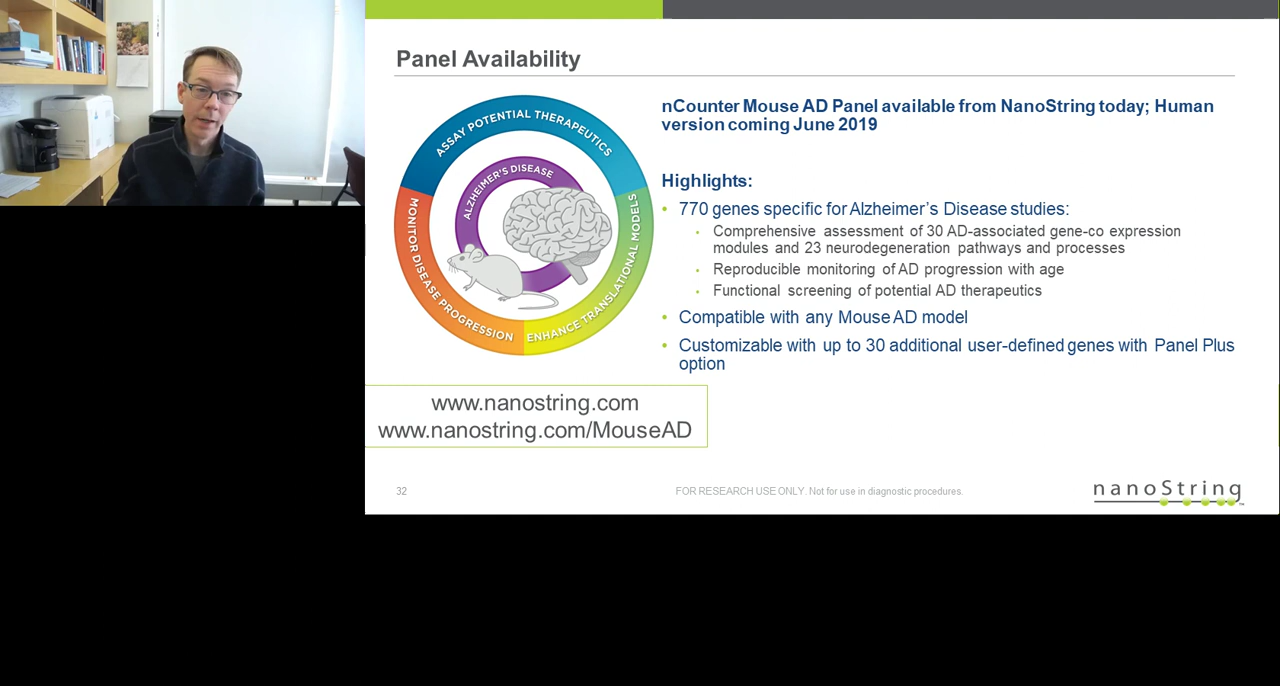 Panel Availability
ASSAY POTENTIAL THERAPEUTICS
ALZHEIMER'S DISEASE
MONITOR DISEASE PROGRESSION
ENHANCE TRANSLATIONAL MODELS
nCounter Mouse AD Panel available from NanoString today; Human
version coming June 2019
Highlights:
• 770 genes specific for Alzheimer's Disease studies:
• Comprehensive assessment of 30 AD-associated gene-co expression
modules and 23 neurodegeneration pathways and processes
• Reproducible monitoring of AD progression with age
• Functional screening of potential AD therapeutics
• Compatible with any Mouse AD model
• Customizable with up to 30 additional user-defined genes with Panel Plus
option
www.nanostring.com
www.nanostring.com/MouseAD
32
FOR RESEARCH USE ONLY. Not for use in diagnostic procedures.
nanoString™